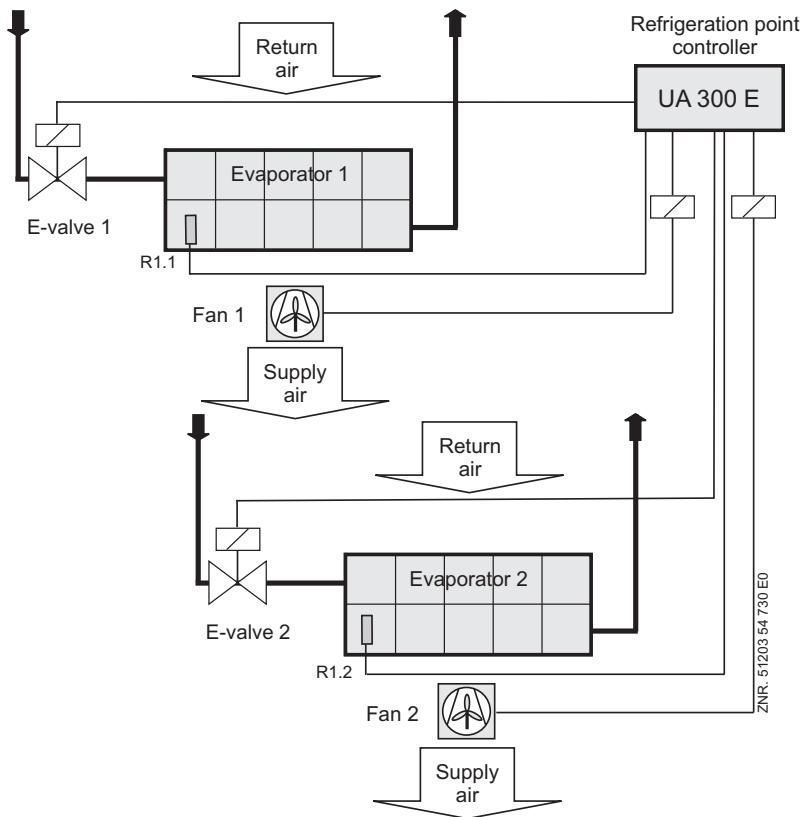 Return
air
Refrigeration point
controller
UA 300 E
Evaporator 1
E-valve 1
R1.1
Fan 1
Supply
air
Return
air
Evaporator 2
E-valve 2
R1.2
Fan 2
Supply
air
ZNR. 51203 54 730 E0